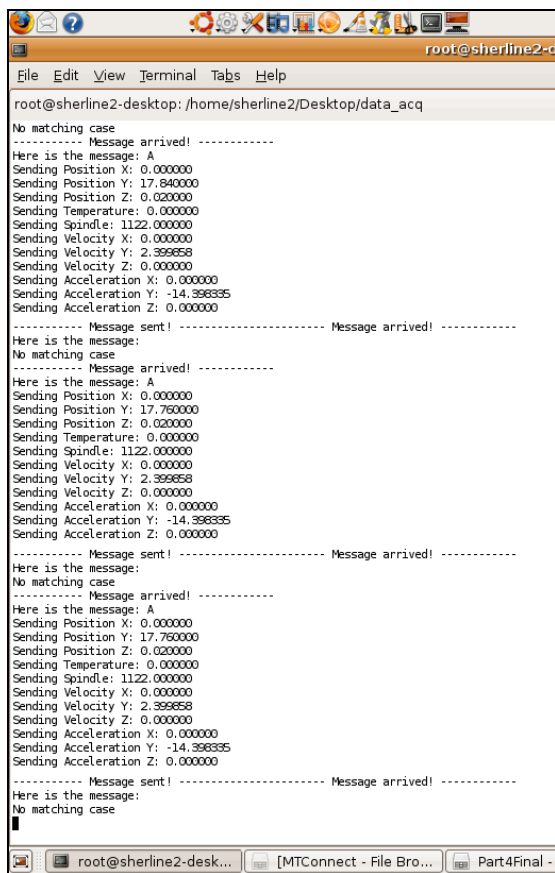 root@sherline2-d
File Edit View Terminal Tabs Help
root@sherline2-desktop: /home/sherline2/Desktop/data_acq
No matching case
----------- Message arrived! ------------
Here is the message: A
Sending Position X: 0.000000
Sending Position Y: 17.840000
Sending Position Z: 0.020000
Sending Temperature: 0.000000
Sending Spindle: 1122.000000
Sending Velocity X: 0.000000
Sending Velocity Y: 2.399858
Sending Velocity Z: 0.000000
Sending Acceleration X: 0.000000
Sending Acceleration Y: -14.398335
Sending Acceleration Z: 0.000000
----------- Message sent! ----------------------- Message arrived! ------------
Here is the message:
No matching case
----------- Message arrived! ------------
Here is the message: A
Sending Position X: 0.000000
Sending Position Y: 17.760000
Sending Position Z: 0.020000
Sending Temperature: 0.000000
Sending Spindle: 1122.000000
Sending Velocity X: 0.000000
Sending Velocity Y: 2.399858
Sending Velocity Z: 0.000000
Sending Acceleration X: 0.000000
Sending Acceleration Y: -14.398335
Sending Acceleration Z: 0.000000
----------- Message sent! ----------------------- Message arrived! ------------
Here is the message:
No matching case
----------- Message arrived! ------------
Here is the message: A
Sending Position X: 0.000000
Sending Position Y: 17.760000
Sending Position Z: 0.020000
Sending Temperature: 0.000000
Sending Spindle: 1122.000000
Sending Velocity X: 0.000000
Sending Velocity Y: 2.399858
Sending Velocity Z: 0.000000
Sending Acceleration X: 0.000000
Sending Acceleration Y: -14.398335
Sending Acceleration Z: 0.000000
----------- Message sent! ----------------------- Message arrived! ------------
Here is the message:
No matching case
root@sherline2-desk... [MTConnect - File Bro... Part4Final -